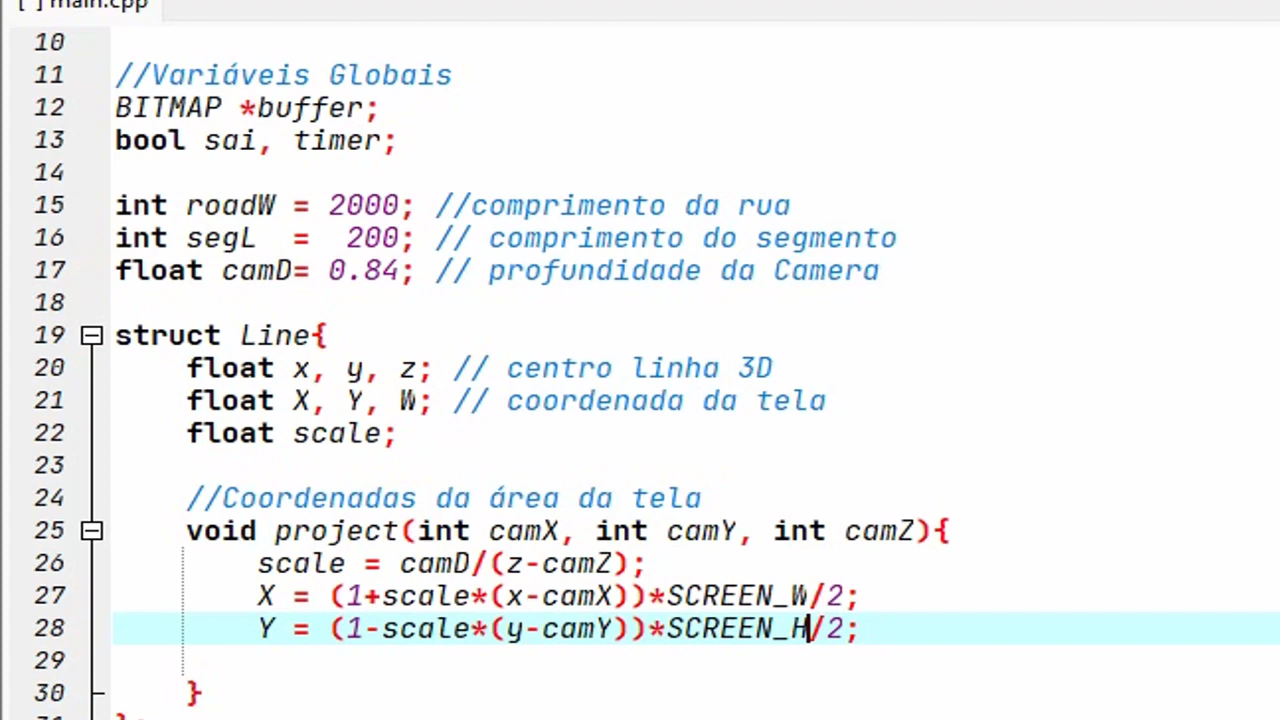 [*] main.cpp
10
11 //Variáveis Globais
12 BITMAP *buffer;
13 bool sai, timer;
14
15 int roadW = 2000; //comprimento da rua
16 int segL  =  200; // comprimento do segmento
17 float camD= 0.84; // profundidade da Camera
18
19 struct Line{
20     float x, y, z; // centro linha 3D
21     float X, Y, W; // coordenada da tela
22     float scale;
23
24     //Coordenadas da área da tela
25     void project(int camX, int camY, int camZ){
26         scale = camD/(z-camZ);
27         X = (1+scale*(x-camX))*SCREEN_W/2;
28         Y = (1-scale*(y-camY))*SCREEN_H/2;
29
30     }
31 };